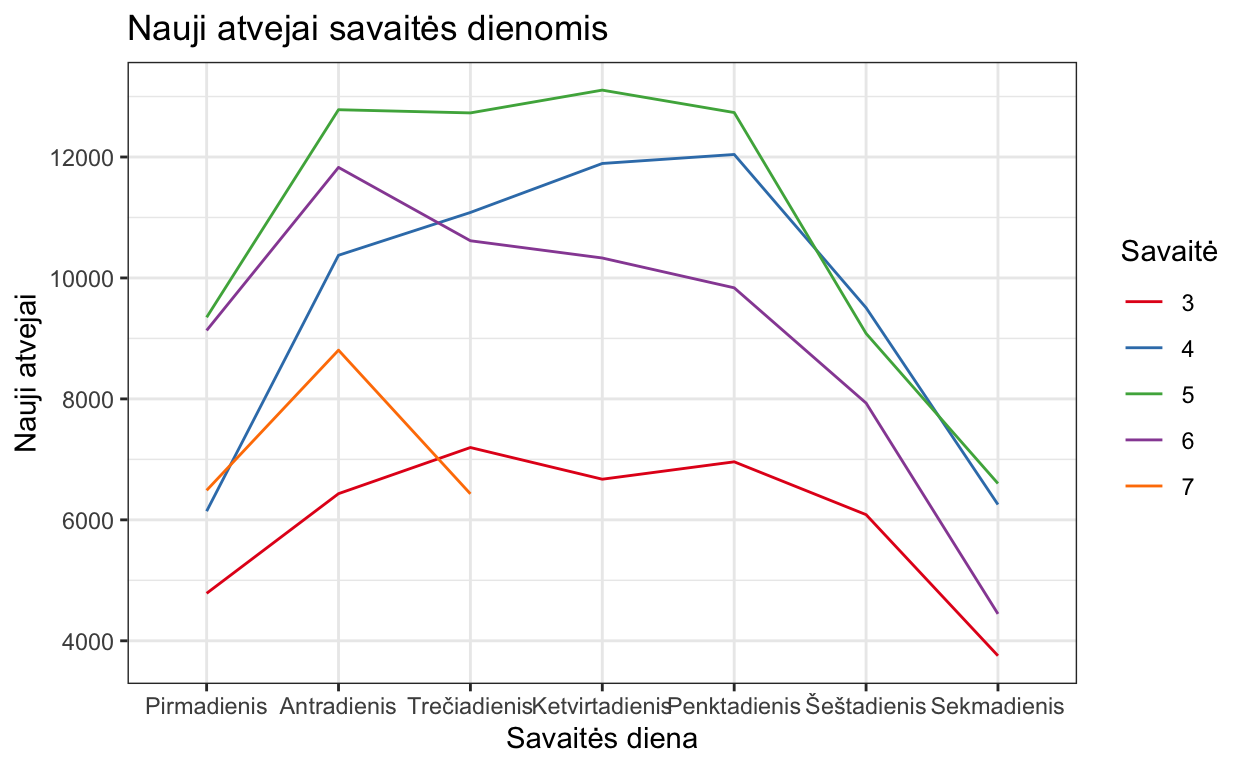 Nauji atvejai savaitės dienomis
Nauji atvejai
12000
10000
8000
6000
4000
Pirmadienis Antradienis Trečiadienis Ketvirtadienis Penktadienis Šeštadienis Sekmadienis
Savaitės diena
Savaitė
3
4
5
6
7